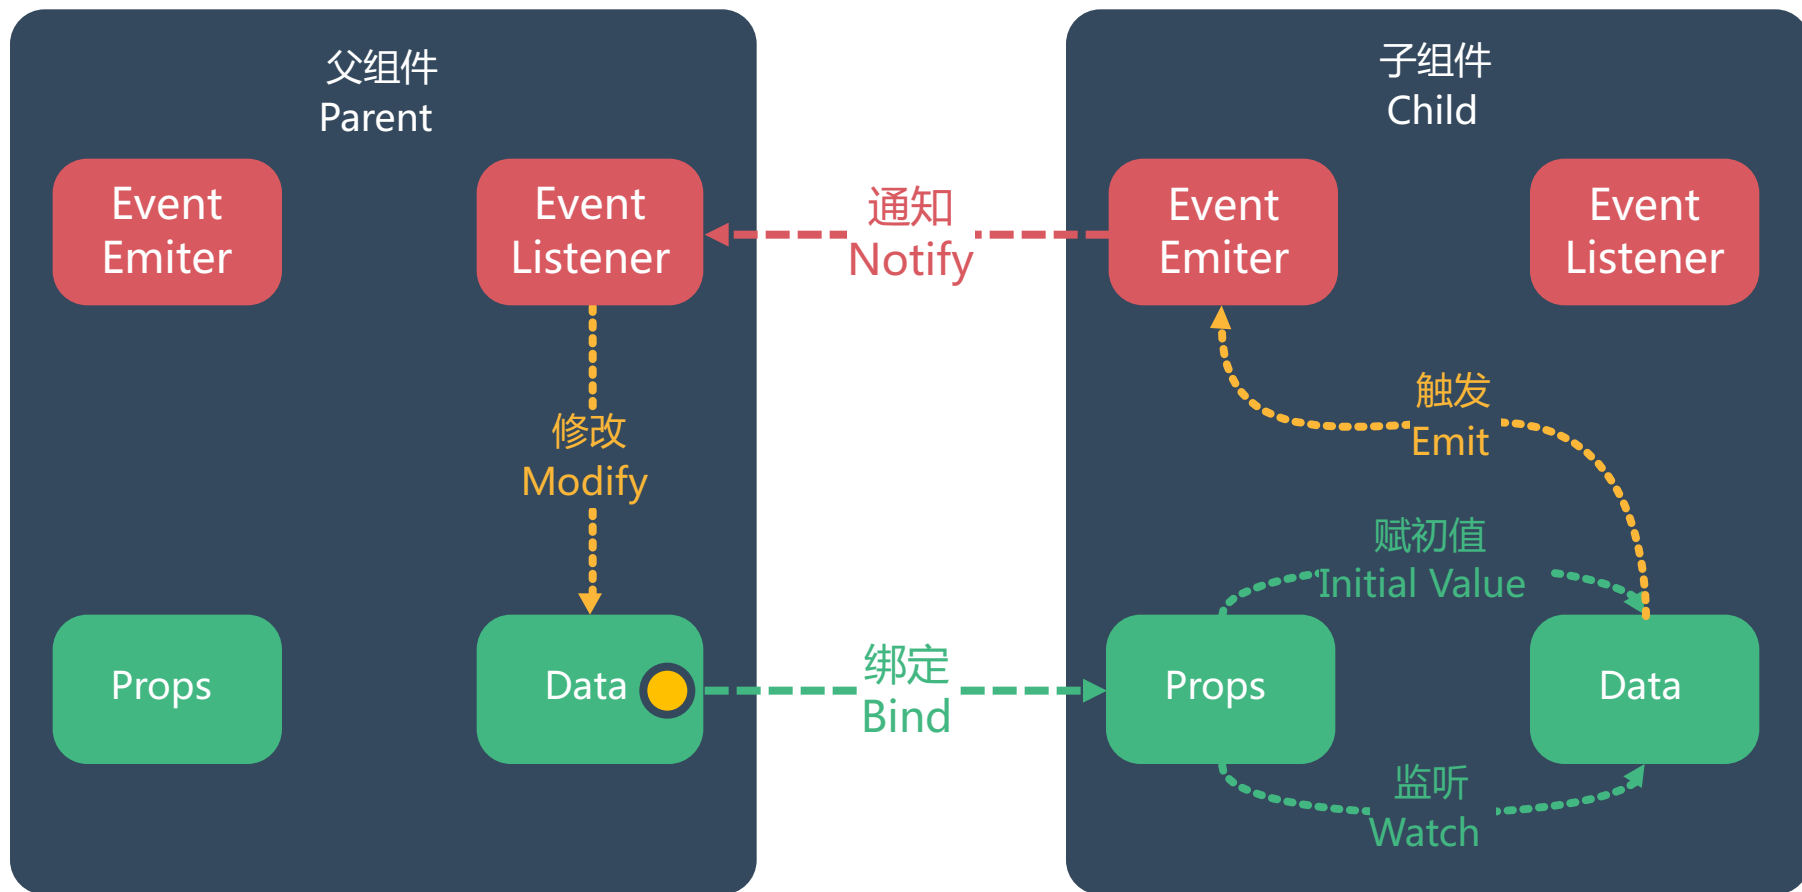 父组件
Parent
Event
Emiter
Event
Listener
修改
Modify
Props
Data
通知
Notify
绑定
Bind
子组件
Child
Event
Emiter
Event
Listener
触发
Emit
赋初值
Initial Value
Props
Data
监听
Watch